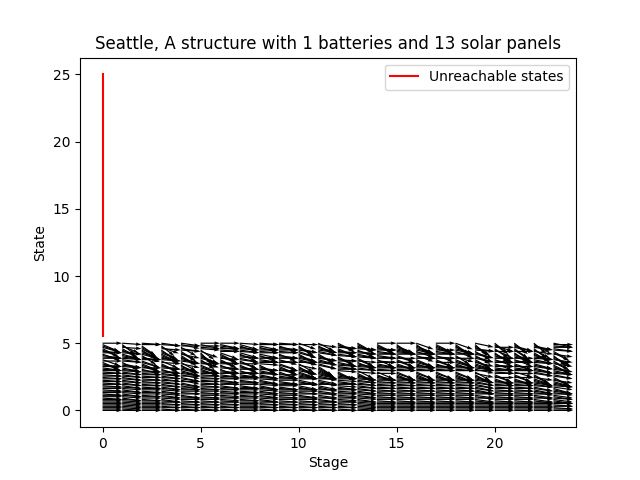 Seattle, A structure with 1 batteries and 13 solar panels
Unreachable states
25
20
15
10
5
0
State
0 5 10 15 20
Stage